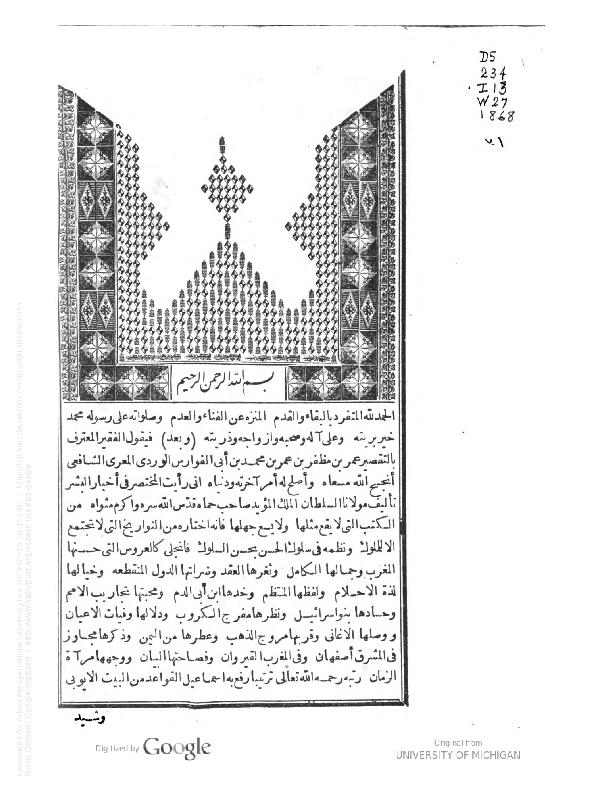 DS
234
.I13
W27
1868
v.1
بسم الله الرحمن الرحيم
الحمد لله المتفرد بالبقاء والقدم المنزه عن الفناء والعدم وصلواته على رسوله محمد
خير بريته وعلى آله وصحبه وازواجه وذريته (وبعد) فيقول الفقير المعترف
بالتقصير عمر بن مظفر بن عمر بن محمد بن أبي الفوارس الوردي المعري الشافعي
أنجح الله مسعاه وأصلح له أمر آخرته ودنياه اني رأيت المختصر في أخبار البشر
تأليف مولانا السلطان الملك المؤيد صاحب حماه قدس الله سره واكرم مثواه من
الكتب التي لا يقع مثلها ولا يسع جهلها فانه اختاره من التواريخ التي لا تجتمع
الا للملوك ونظمه في سلوك الحسن بحسن السلوك فانجلى كالعروس التي حسنها
المغرب وجمالها الكامل وثغرها العقد وضراتها الدول المنقطعه وخيالها
لذة الاحلام ولفظها المنتظم وخدها ابن أبي الدم ومحبتها تجاريب الامم
وحسادها بنو اسرائيل ونظرها مفرج الكروب ودلالها وفيات الاعيان
ووصلها الاغاني وقربها مروج الذهب وعطرها من اليمن وذكرها مجاوز
في المشرق أصفهان وفي المغرب القيروان وفصاحتها البيان ووجهها مرآة
الزمان رتبه رحمه الله تعالى ترتيبا رفع به اسماعيل القواعد من البيت الايوبي
وشيد
Digitized by Google
Original from
UNIVERSITY OF MICHIGAN